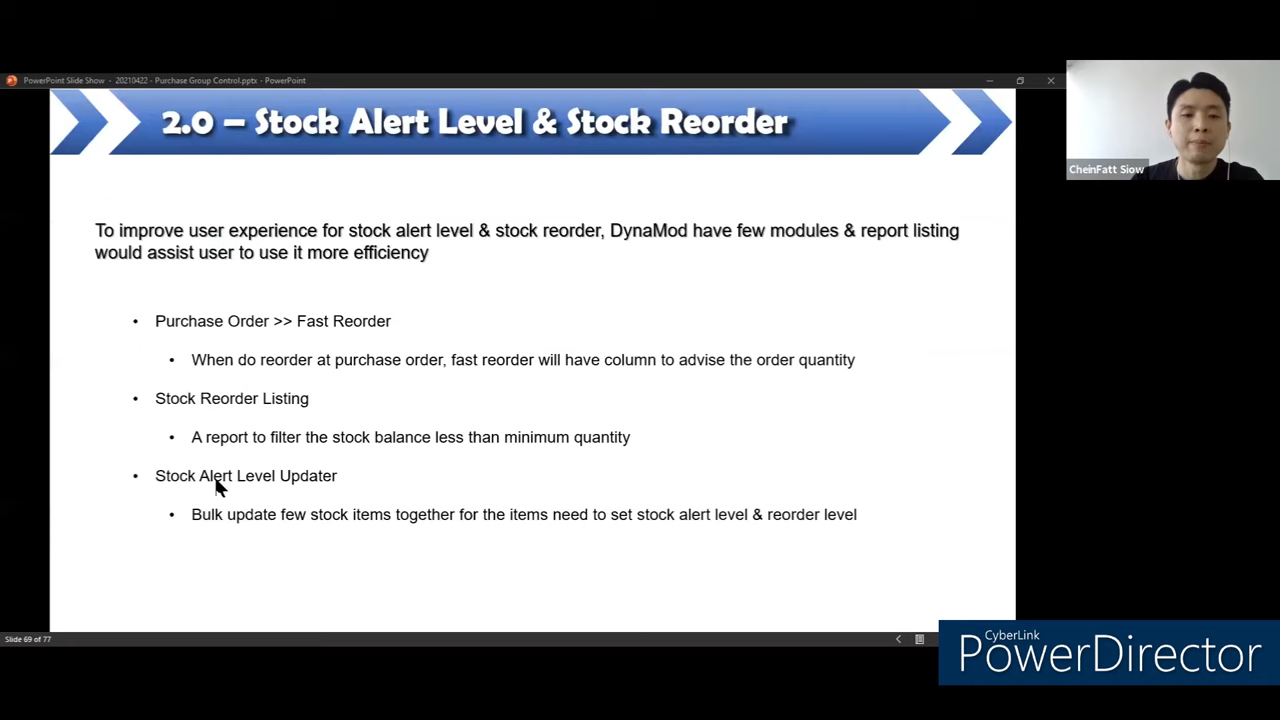 PowerPoint Slide Show - 20210422 - Purchase Group Control.pptx - PowerPoint
2.0 – Stock Alert Level & Stock Reorder
CheinFatt Siow
To improve user experience for stock alert level & stock reorder, DynaMod have few modules & report listing
would assist user to use it more efficiency
• Purchase Order >> Fast Reorder
• When do reorder at purchase order, fast reorder will have column to advise the order quantity
• Stock Reorder Listing
• A report to filter the stock balance less than minimum quantity
• Stock Alert Level Updater
• Bulk update few stock items together for the items need to set stock alert level & reorder level
Slide 69 of 77
CyberLink
PowerDirector